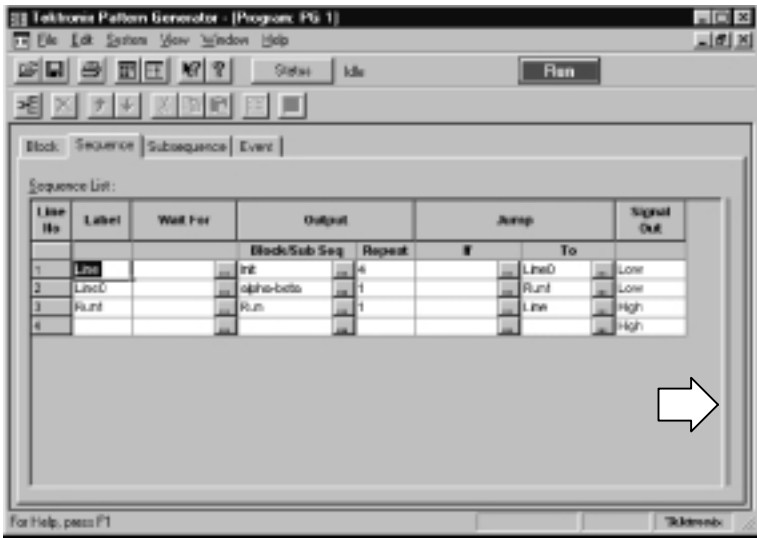 Tektronix Pattern Generator - [Program: PG 1]
File Edit System View Window Help
Status Idle Run
Block Sequence Subsequence Event
Sequence List:
Line No Label Wait For Output Jump Signal Out
Block/Sub Seq Repeat If To
1 Line ... Init ... 4 ... Line0 ... Low
2 Line0 ... alpha-beta ... 1 ... Run1 ... Low
3 Run1 ... Run ... 1 ... Line ... High
4 ... ... ... ... High
For Help, press F1 Tektronix